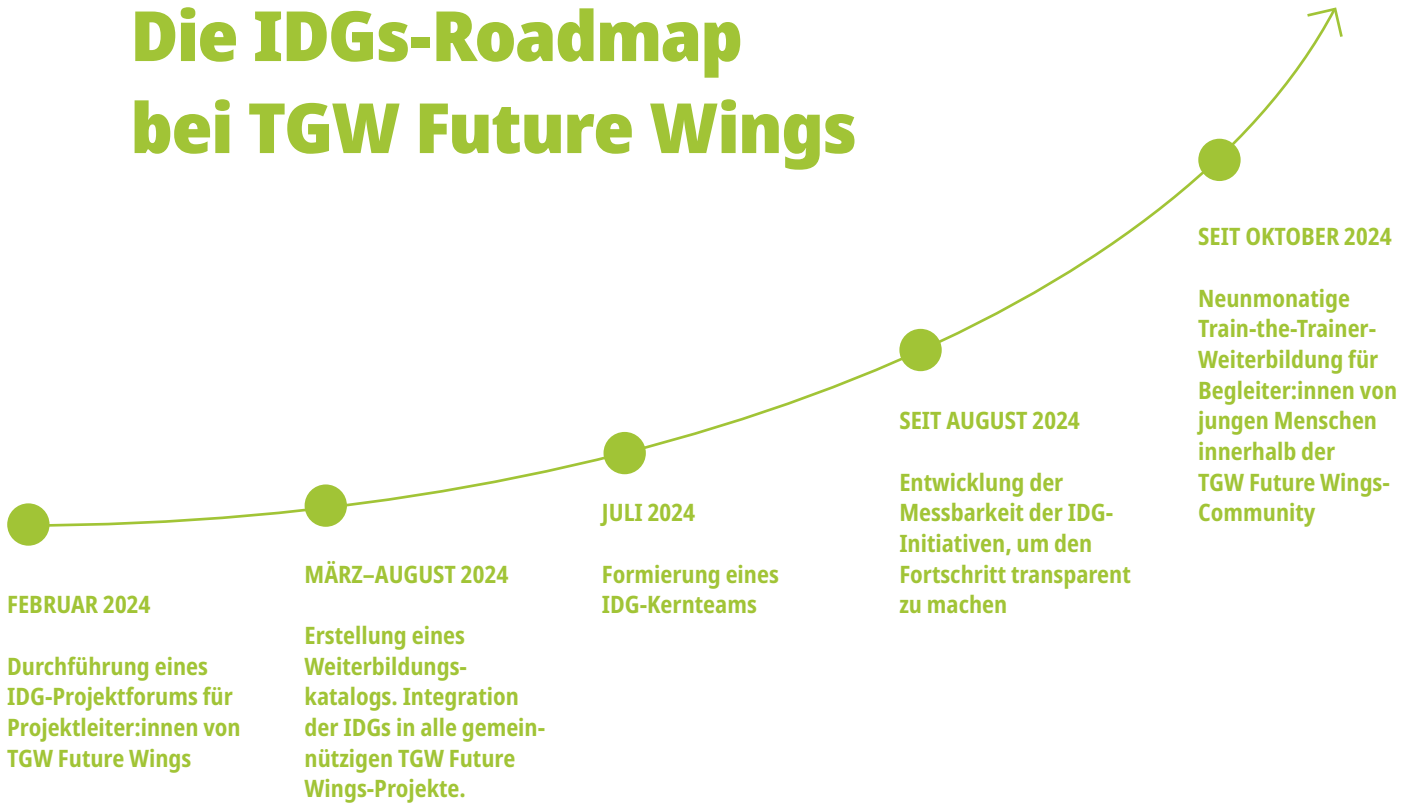 Die IDGs-Roadmap
bei TGW Future Wings
FEBRUAR 2024
Durchführung eines
IDG-Projektforums für
Projektleiter:innen von
TGW Future Wings
MÄRZ–AUGUST 2024
Erstellung eines
Weiterbildungs-
katalogs. Integration
der IDGs in alle gemein-
nützigen TGW Future
Wings-Projekte.
JULI 2024
Formierung eines
IDG-Kernteams
SEIT AUGUST 2024
Entwicklung der
Messbarkeit der IDG-
Initiativen, um den
Fortschritt transparent
zu machen
SEIT OKTOBER 2024
Neunmonatige
Train-the-Trainer-
Weiterbildung für
Begleiter:innen von
jungen Menschen
innerhalb der
TGW Future Wings-
Community